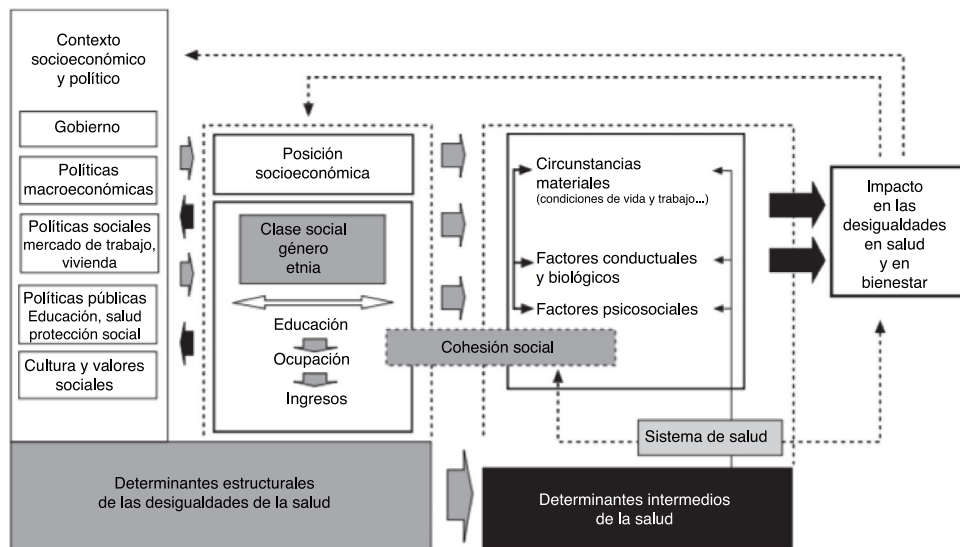 Contexto
socioeconómico
y político
Gobierno
Políticas
macroeconómicas
Políticas sociales
mercado de trabajo,
vivienda
Políticas públicas
Educación, salud
protección social
Cultura y valores
sociales
Posición
socioeconómica
Clase social
género
etnia
Educación
Ocupación
Ingresos
Cohesión social
Circunstancias
materiales
(condiciones de vida y trabajo...)
Factores conductuales
y biológicos
Factores psicosociales
Sistema de salud
Impacto
en las
desigualdades
en salud
y en
bienestar
Determinantes estructurales
de las desigualdades de la salud
Determinantes intermedios
de la salud